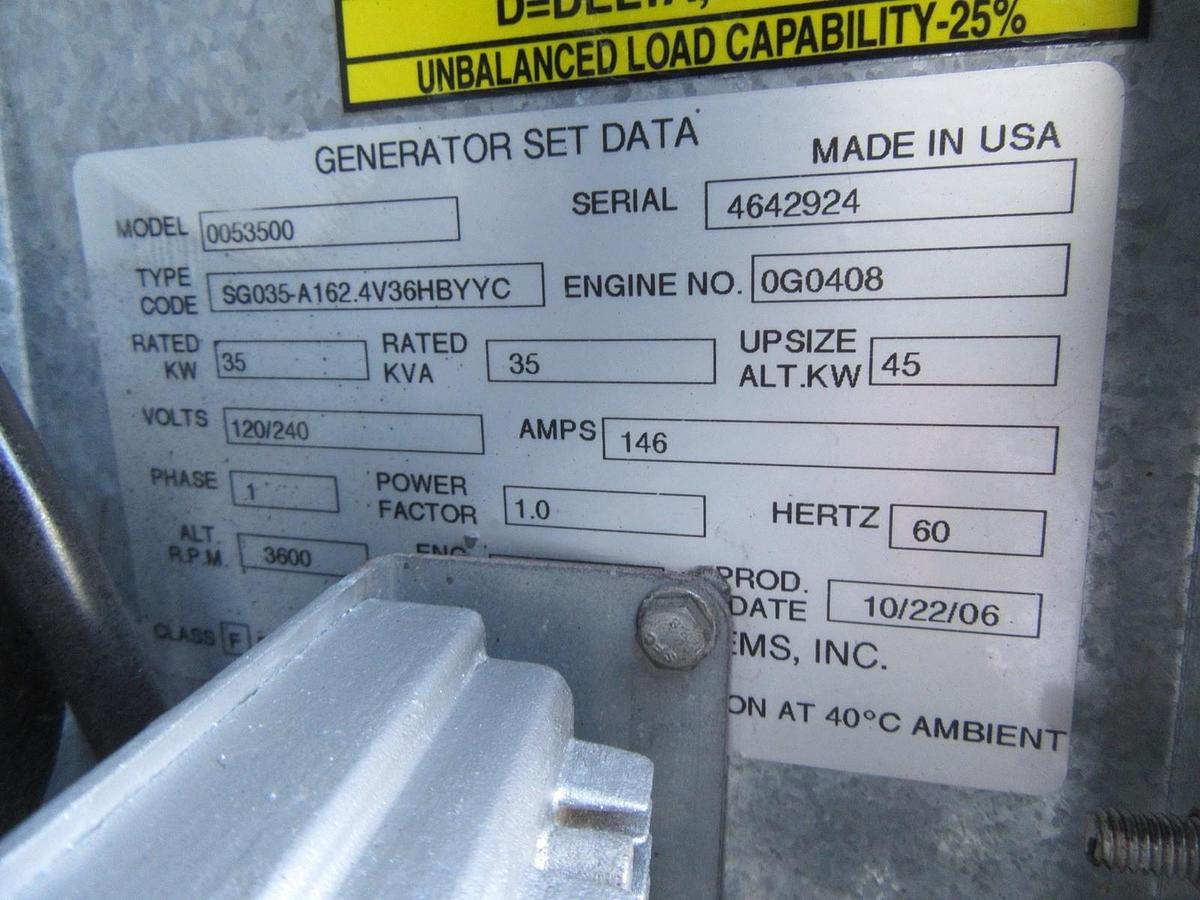 UNBALANCED LOAD CAPABILITY-25%
GENERATOR SET DATA
MADE IN USA
MODEL 0053500
SERIAL 4642924
TYPE CODE SG035-A162.4V36HBYYC
ENGINE NO. 0G0408
RATED KW 35
RATED KVA 35
UPSIZE ALT.KW 45
VOLTS 120/240
AMPS 146
PHASE 1
POWER FACTOR 1.0
HERTZ 60
ALT. R.P.M. 3600
PROD. DATE 10/22/06
CLASS F
EMS, INC.
ON AT 40°C AMBIENT